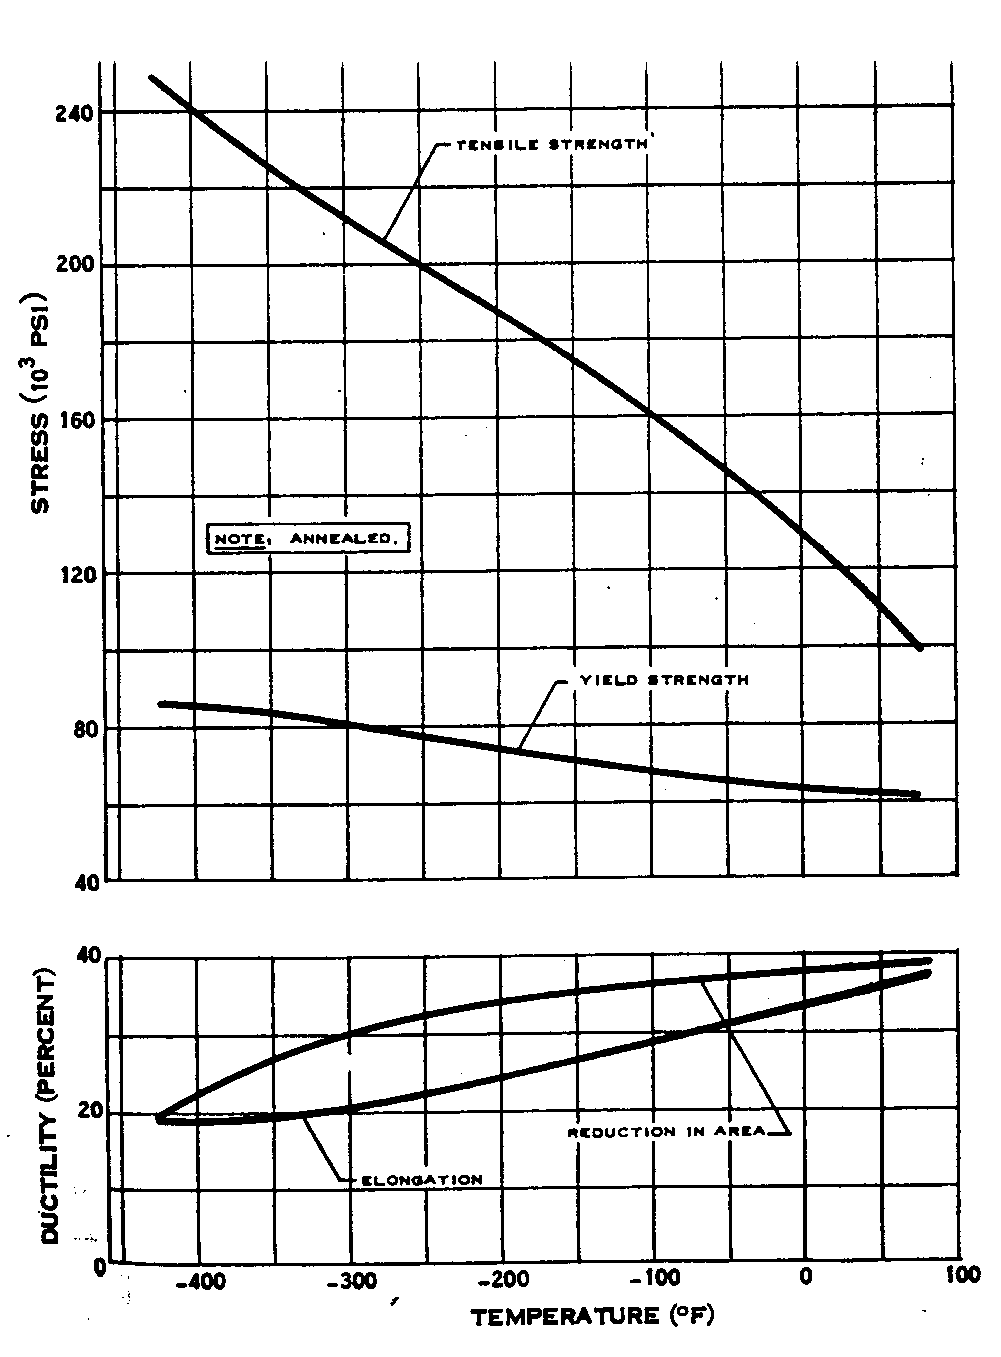 240
TENSILE STRENGTH
200
STRESS (10³ PSI)
160
NOTE: ANNEALED.
120
YIELD STRENGTH
80
40
40
DUCTILITY (PERCENT)
20
REDUCTION IN AREA
ELONGATION
0
-400 -300 -200 -100 0 100
TEMPERATURE (°F)